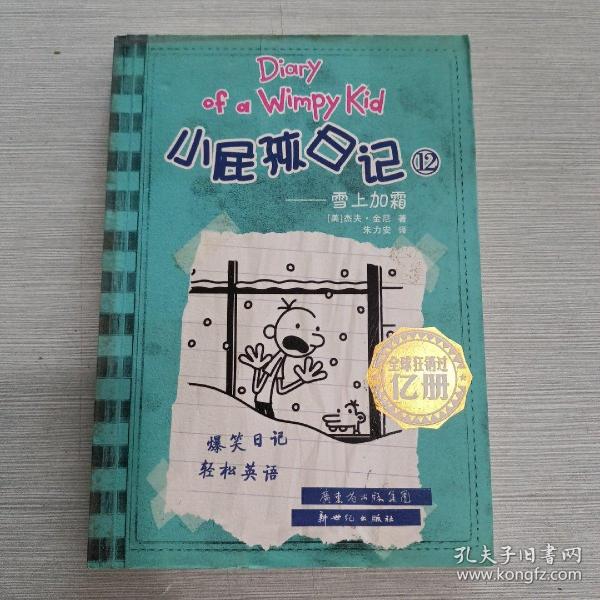 Diary
of a Wimpy Kid
小屁孩日记⑫
——雪上加霜
[美]杰夫·金尼 著
朱力安 译
全球狂销过
亿册
爆笑日记
轻松英语
广东省出版集团
新世纪出版社
孔夫子旧书网
www.kongfz.com